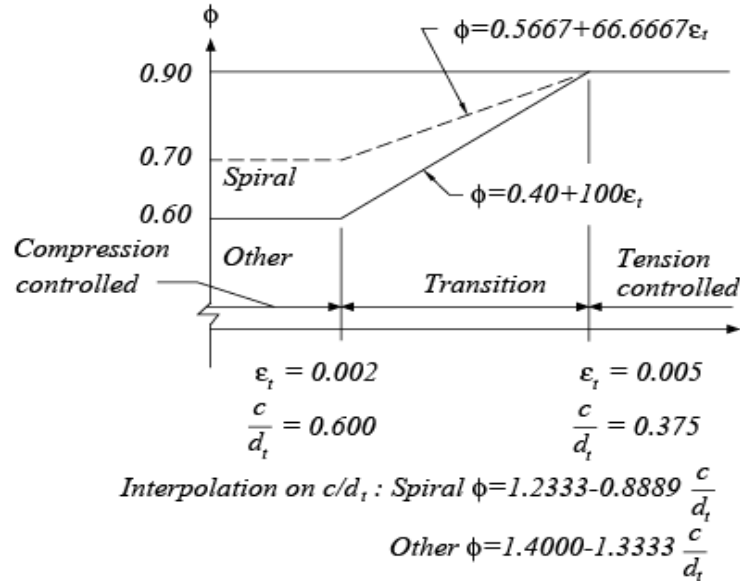 ϕ
ϕ=0.5667+66.6667εₜ
0.90
0.70
Spiral
0.60
ϕ=0.40+100εₜ
Compression
controlled
Other
Transition
Tension
controlled
εₜ = 0.002
εₜ = 0.005
c/dₜ = 0.600
c/dₜ = 0.375
Interpolation on c/dₜ : Spiral ϕ=1.2333-0.8889 c/dₜ
Other ϕ=1.4000-1.3333 c/dₜ